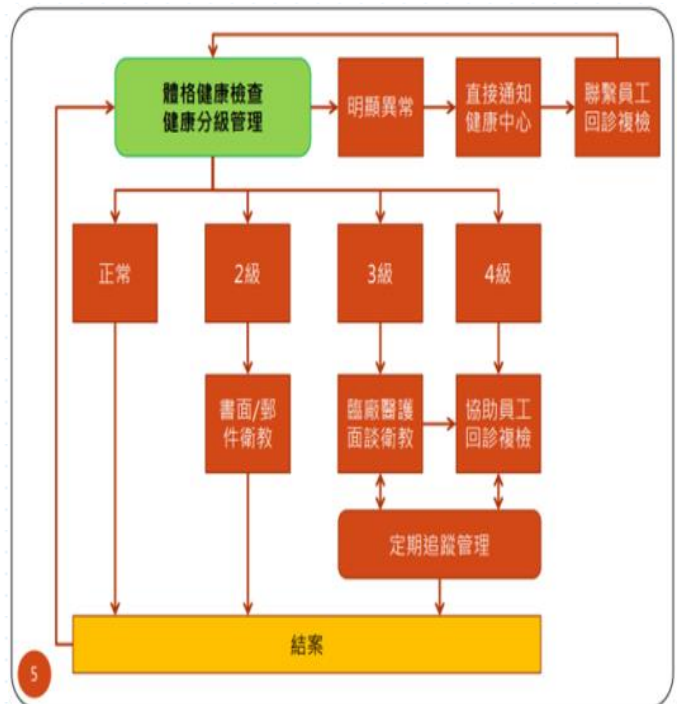 體格健康檢查
健康分級管理
明顯異常
直接通知
健康中心
聯繫員工
回診複檢
正常
2級
3級
4級
書面/郵
件衛教
臨廠醫護
面談衛教
協助員工
回診複檢
定期追蹤管理
結案
5